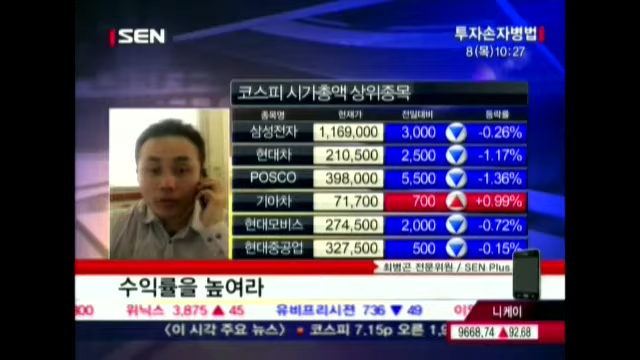 SEN
투자손자병법
8 (목) 10:27
코스피 시가총액 상위종목
종목명 현재가 전일대비 등락률
삼성전자 1,169,000 3,000 ▼ -0.26%
현대차 210,500 2,500 ▼ -1.17%
POSCO 398,000 5,500 ▼ -1.36%
기아차 71,700 700 ▲ +0.99%
현대모비스 274,500 2,000 ▼ -0.72%
현대중공업 327,500 500 ▼ -0.15%
최병곤 전문위원 / SEN Plus
수익률을 높여라
위닉스 3,875 ▲ 45 유비프리시젼 736 ▼ 49
니케이
<이 시각 주요 뉴스> • 코스피 7.15p 오른 1,9
9668.74 ▲92.68